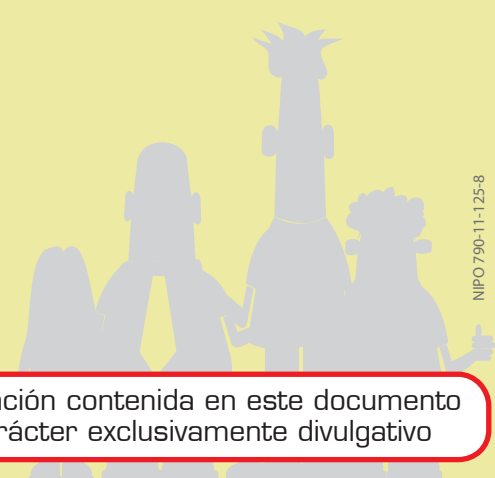 NIPO 790-11-125-8
ación contenida en este documento
rácter exclusivamente divulgativo